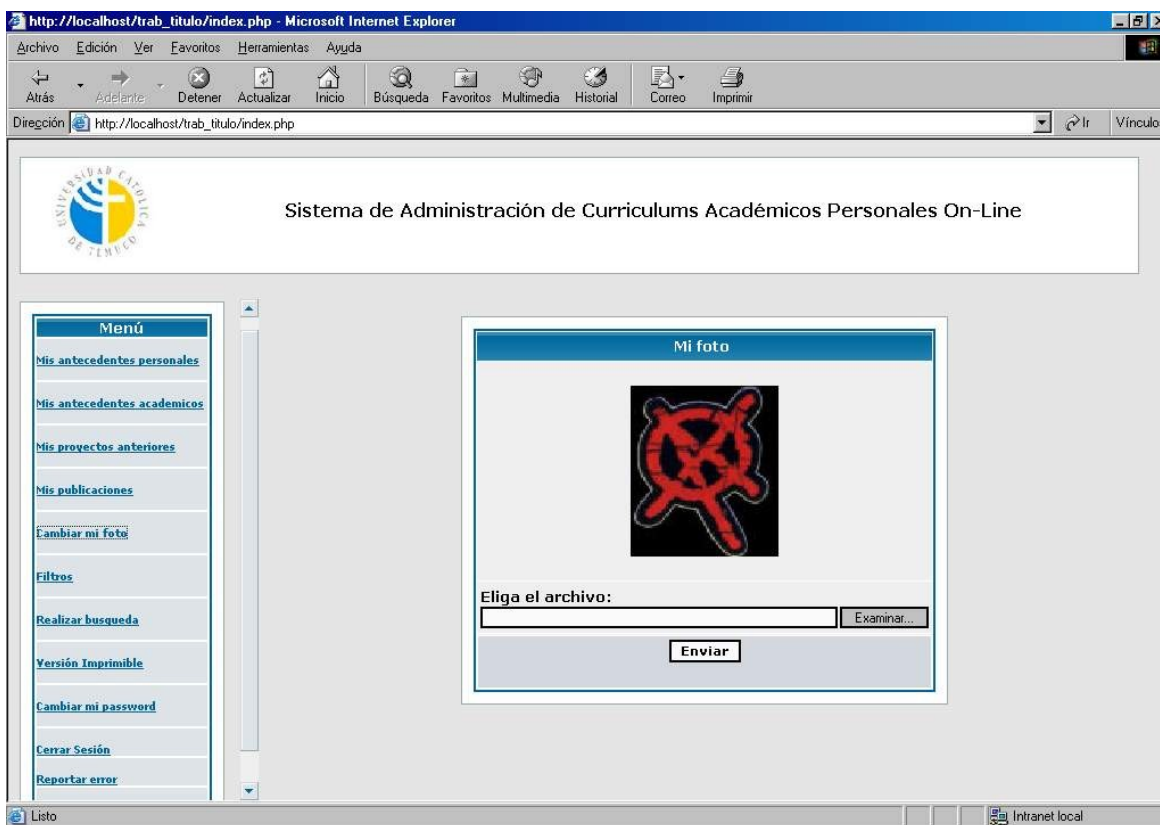 http://localhost/trab_titulo/index.php - Microsoft Internet Explorer
Archivo Edición Ver Favoritos Herramientas Ayuda
Atrás Adelante Detener Actualizar Inicio Búsqueda Favoritos Multimedia Historial Correo Imprimir
Dirección http://localhost/trab_titulo/index.php Ir Vínculo
UNIVERSIDAD CATOLICA
DE TEMUCO
Sistema de Administración de Curriculums Académicos Personales On-Line
Menú
Mis antecedentes personales
Mis antecedentes academicos
Mis proyectos anteriores
Mis publicaciones
Cambiar mi foto
Filtros
Realizar busqueda
Versión Imprimible
Cambiar mi password
Cerrar Sesión
Reportar error
Mi foto
Eliga el archivo:
Examinar...
Enviar
Listo
Intranet local